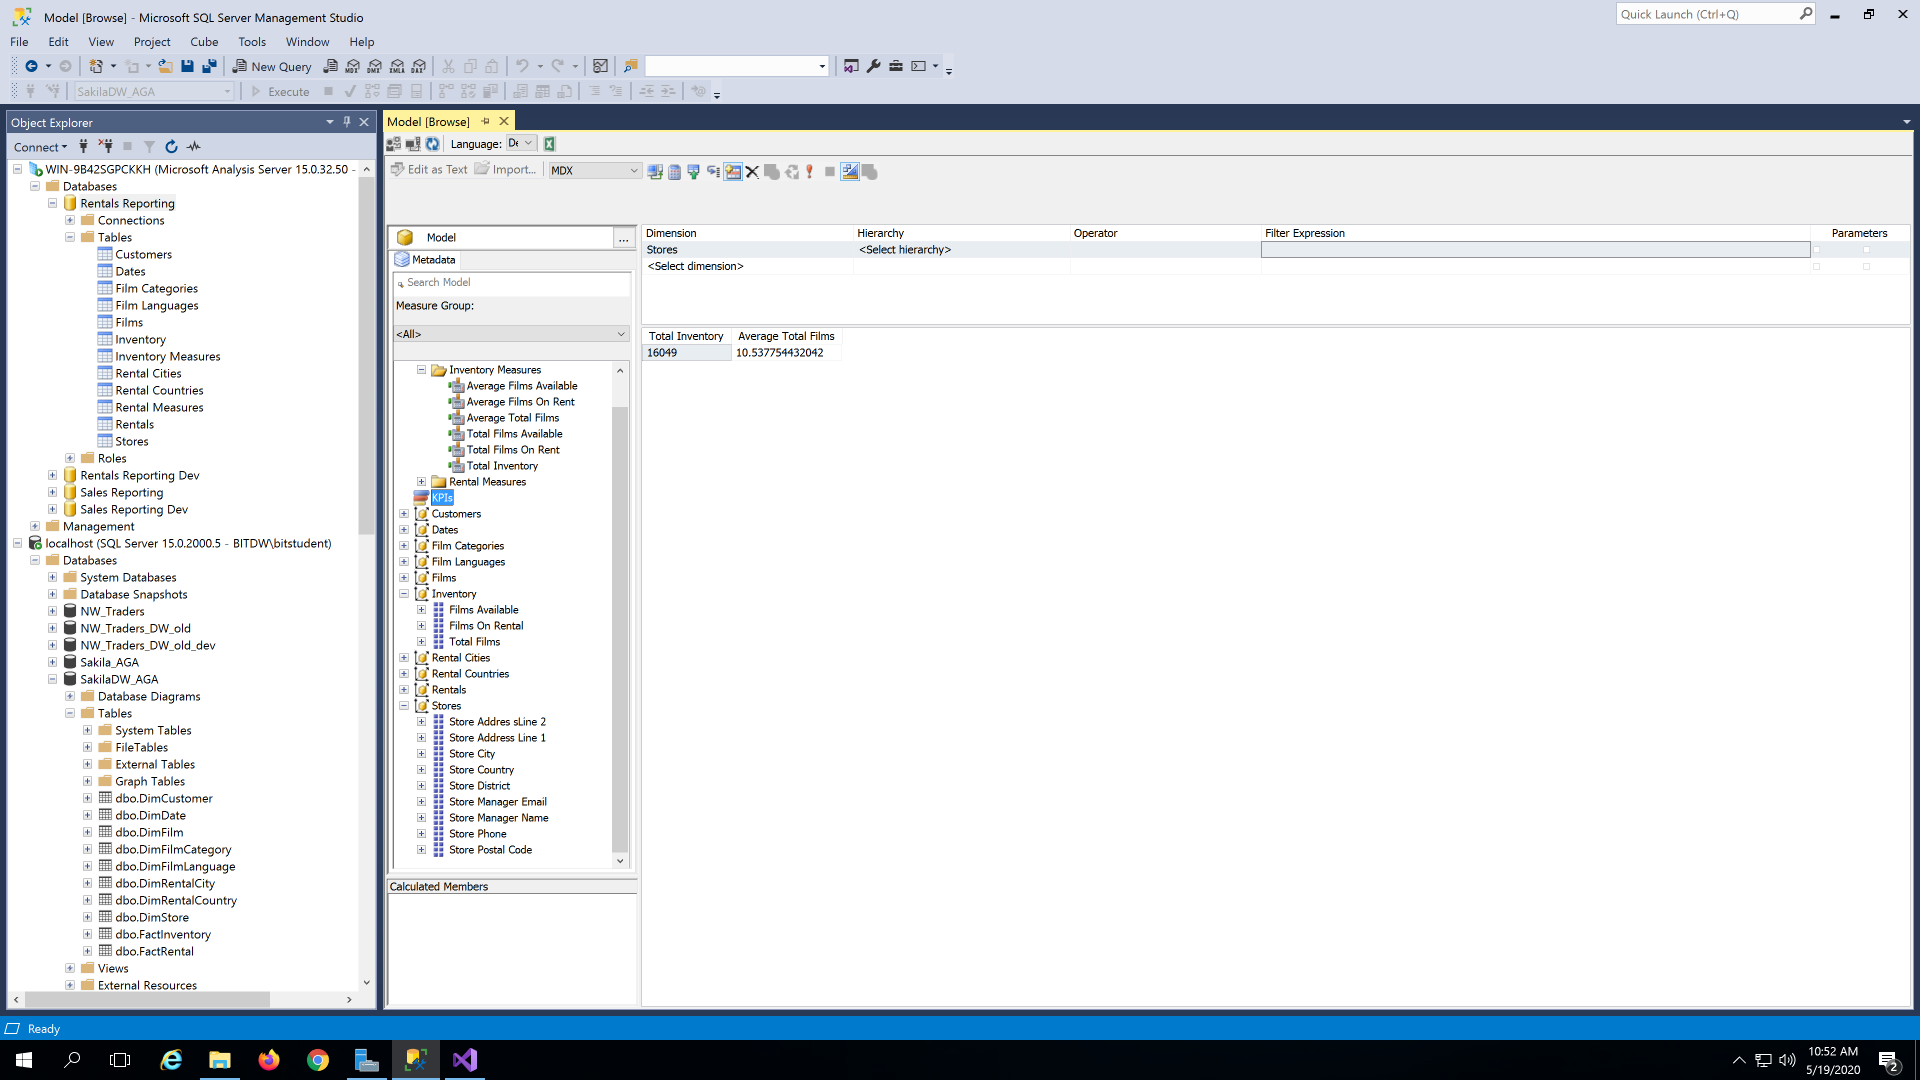 Model [Browse] - Microsoft SQL Server Management Studio
Quick Launch (Ctrl+Q)
File Edit View Project Cube Tools Window Help
New Query MDX DMX XMLA DAX
SakilaDW_AGA Execute
Object Explorer
Connect
WIN-9B42SGPCKKH (Microsoft Analysis Server 15.0.32.50 -
Databases
Rentals Reporting
Connections
Tables
Customers
Dates
Film Categories
Film Languages
Films
Inventory
Inventory Measures
Rental Cities
Rental Countries
Rental Measures
Rentals
Stores
Roles
Rentals Reporting Dev
Sales Reporting
Sales Reporting Dev
Management
localhost (SQL Server 15.0.2000.5 - BITDW\bitstudent)
Databases
System Databases
Database Snapshots
NW_Traders
NW_Traders_DW_old
NW_Traders_DW_old_dev
Sakila_AGA
SakilaDW_AGA
Database Diagrams
Tables
System Tables
FileTables
External Tables
Graph Tables
dbo.DimCustomer
dbo.DimDate
dbo.DimFilm
dbo.DimFilmCategory
dbo.DimFilmLanguage
dbo.DimRentalCity
dbo.DimRentalCountry
dbo.DimStore
dbo.FactInventory
dbo.FactRental
Views
External Resources
Model [Browse]
Language: De
Edit as Text Import... MDX
Model ...
Metadata
Search Model
Measure Group:
<All>
Inventory Measures
Average Films Available
Average Films On Rent
Average Total Films
Total Films Available
Total Films On Rent
Total Inventory
Rental Measures
KPIs
Customers
Dates
Film Categories
Film Languages
Films
Inventory
Films Available
Films On Rental
Total Films
Rental Cities
Rental Countries
Rentals
Stores
Store Addres sLine 2
Store Address Line 1
Store City
Store Country
Store District
Store Manager Email
Store Manager Name
Store Phone
Store Postal Code
Calculated Members
Dimension Hierarchy Operator Filter Expression Parameters
Stores <Select hierarchy>
<Select dimension>
Total Inventory Average Total Films
16049 10.537754432042
Ready
10:52 AM
5/19/2020
2